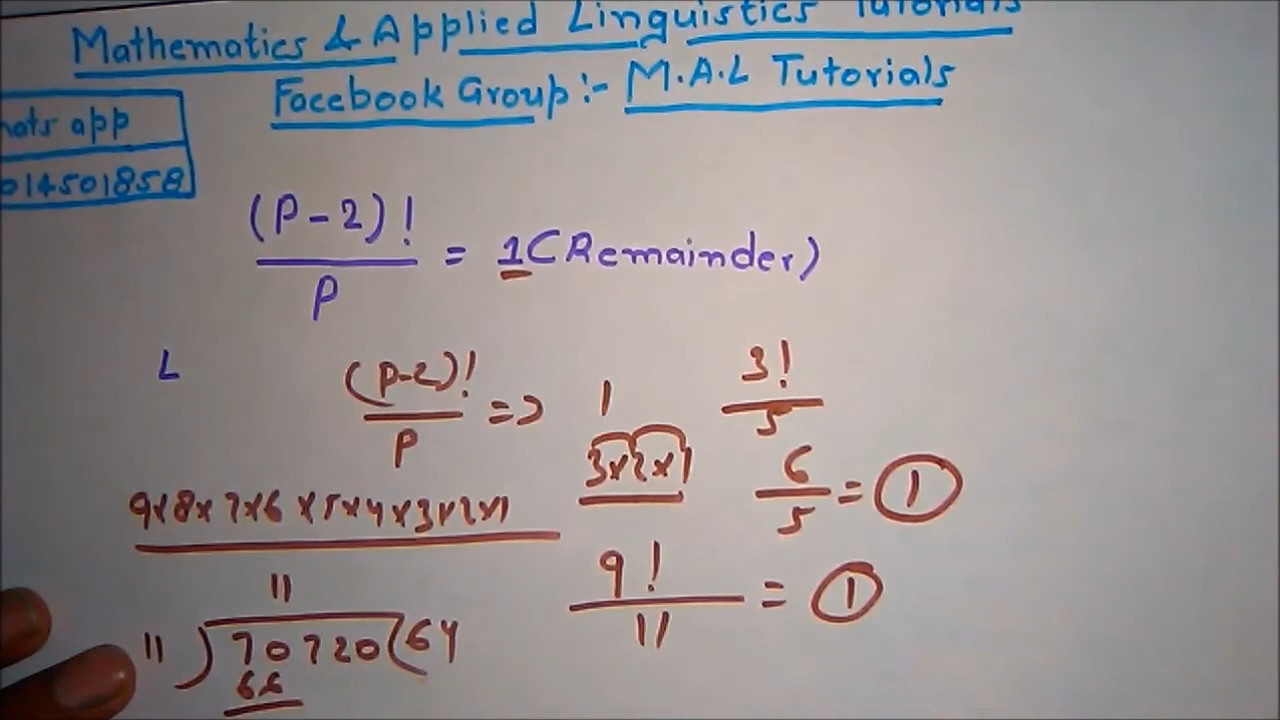 Mathematics & Applied Linguistics Tutorials
Facebook Group:- M.A.L Tutorials
hats app
014501858
(P-2)!
P
= 1(Remainder)
L
(P-2)!
P
=>
1
3x2x1
3!
5
6
5
= 1
9x8x7x6x5x4x3x2x1
11
9!
11
= 1
11)70720(64
66